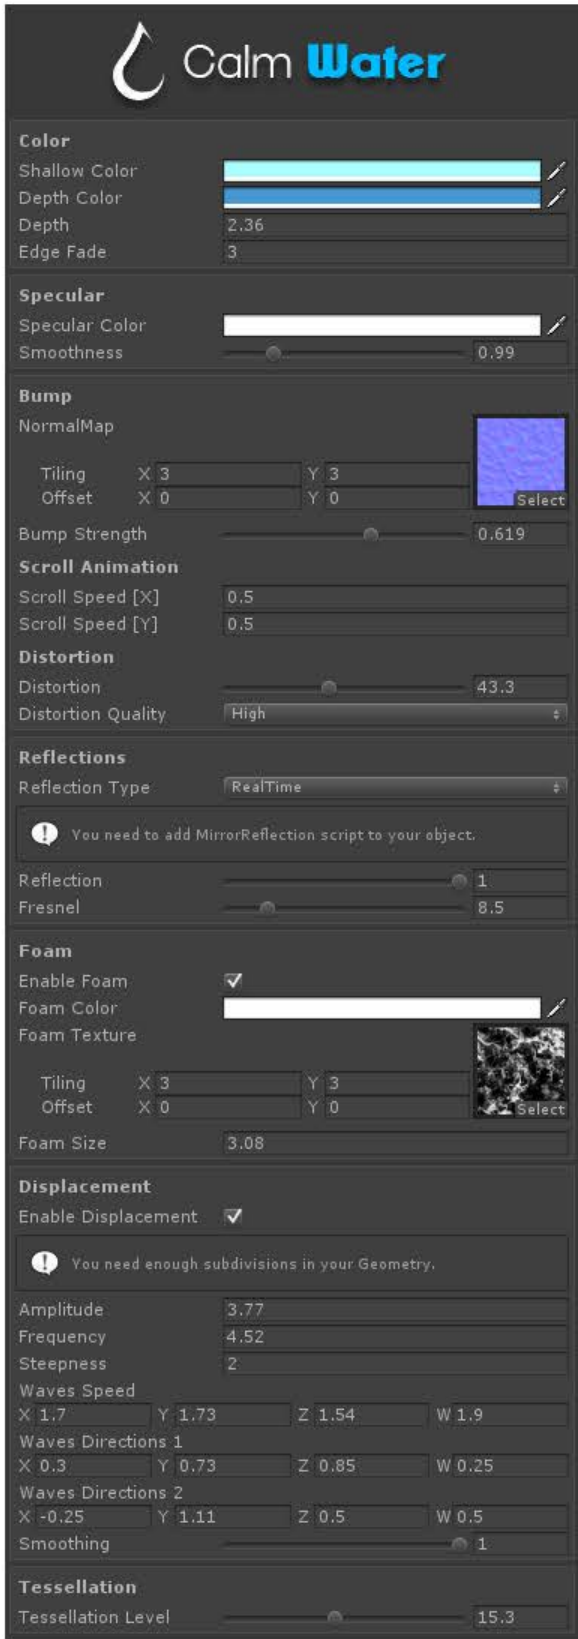 Calm Water
Color
Shallow Color
Depth Color
Depth 2.36
Edge Fade 3
Specular
Specular Color
Smoothness 0.99
Bump
NormalMap
Tiling X 3 Y 3
Offset X 0 Y 0
Select
Bump Strength 0.619
Scroll Animation
Scroll Speed [X] 0.5
Scroll Speed [Y] 0.5
Distortion
Distortion 43.3
Distortion Quality High
Reflections
Reflection Type RealTime
You need to add MirrorReflection script to your object.
Reflection 1
Fresnel 8.5
Foam
Enable Foam
Foam Color
Foam Texture
Tiling X 3 Y 3
Offset X 0 Y 0
Select
Foam Size 3.08
Displacement
Enable Displacement
You need enough subdivisions in your Geometry.
Amplitude 3.77
Frequency 4.52
Steepness 2
Waves Speed
X 1.7 Y 1.73 Z 1.54 W 1.9
Waves Directions 1
X 0.3 Y 0.73 Z 0.85 W 0.25
Waves Directions 2
X -0.25 Y 1.11 Z 0.5 W 0.5
Smoothing 1
Tessellation
Tessellation Level 15.3